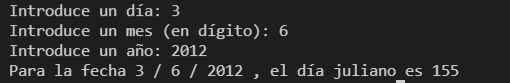 Introduce un día: 3
Introduce un mes (en dígito): 6
Introduce un año: 2012
Para la fecha 3 / 6 / 2012 , el día juliano es 155